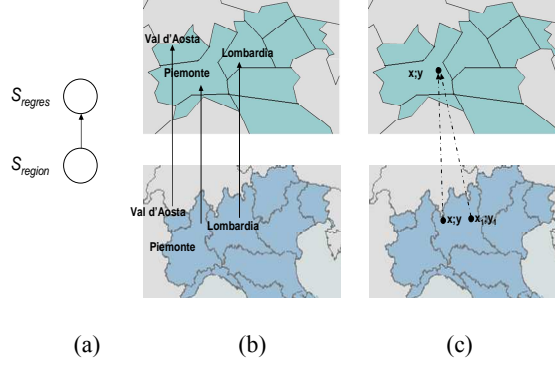 S_regres
S_region
Val d'Aosta
Lombardia
Piemonte
Val d'Aosta
Lombardia
Piemonte
x;y
x;y
x₁;y₁
(a)
(b)
(c)